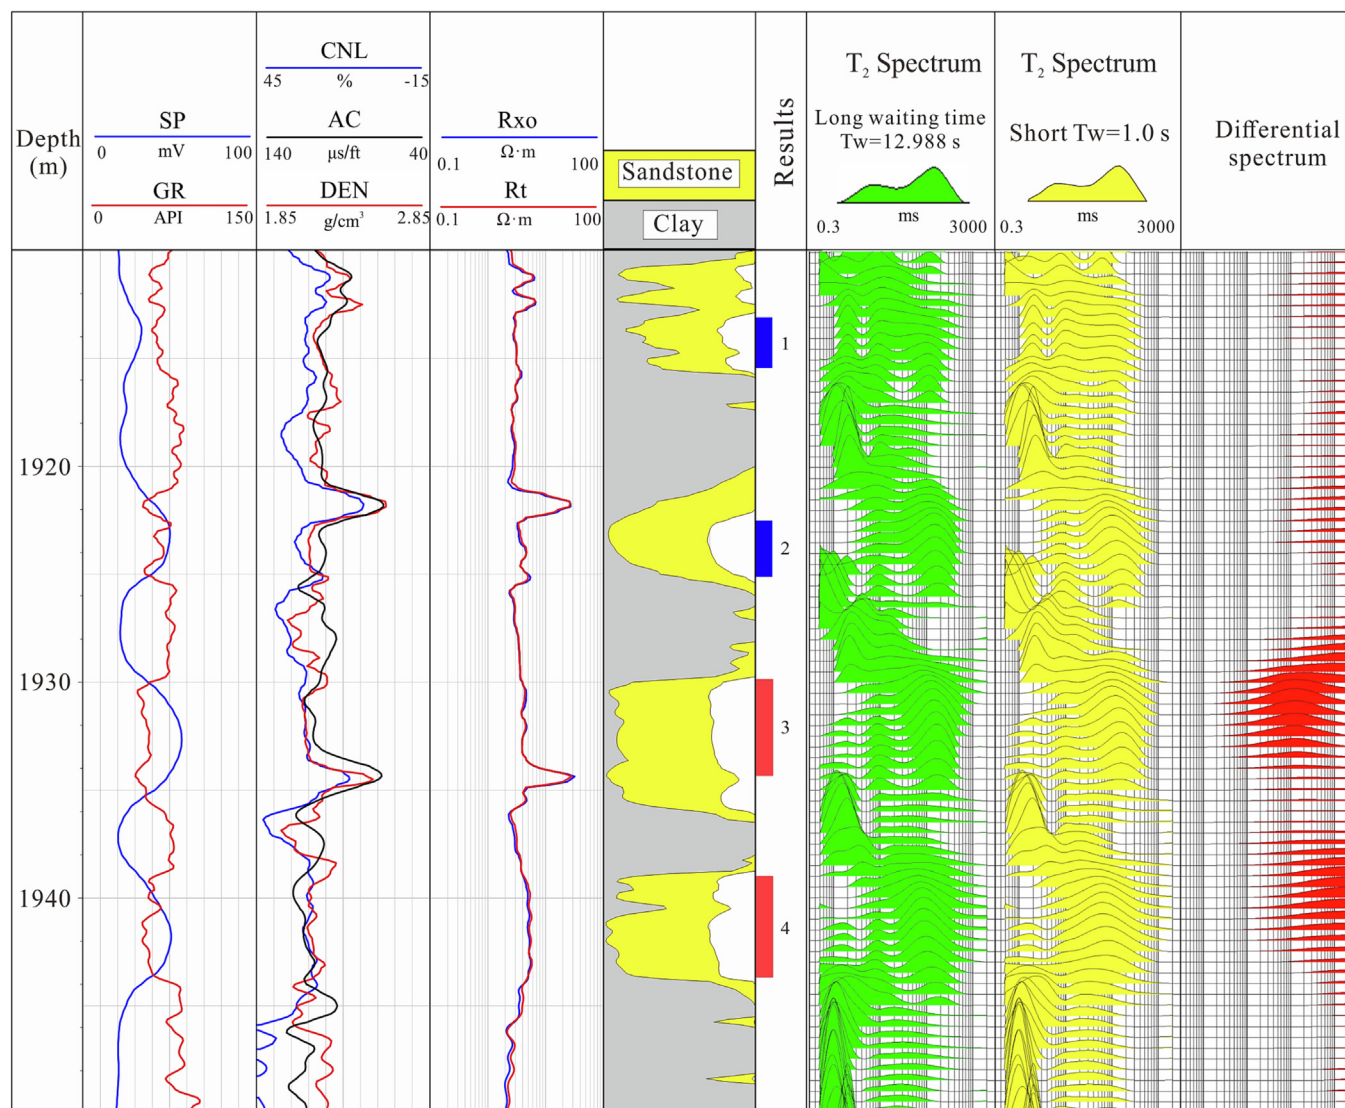 Depth
(m)
SP
0 mV 100
GR
0 API 150
CNL
45 % -15
AC
140 μs/ft 40
DEN
1.85 g/cm³ 2.85
Rxo
0.1 Ω·m 100
Rt
0.1 Ω·m 100
Sandstone
Clay
Results
T₂ Spectrum
Long waiting time
Tw=12.988 s
ms
0.3 3000
T₂ Spectrum
Short Tw=1.0 s
ms
0.3 3000
Differential
spectrum
1
1920
2
1930
3
1940
4